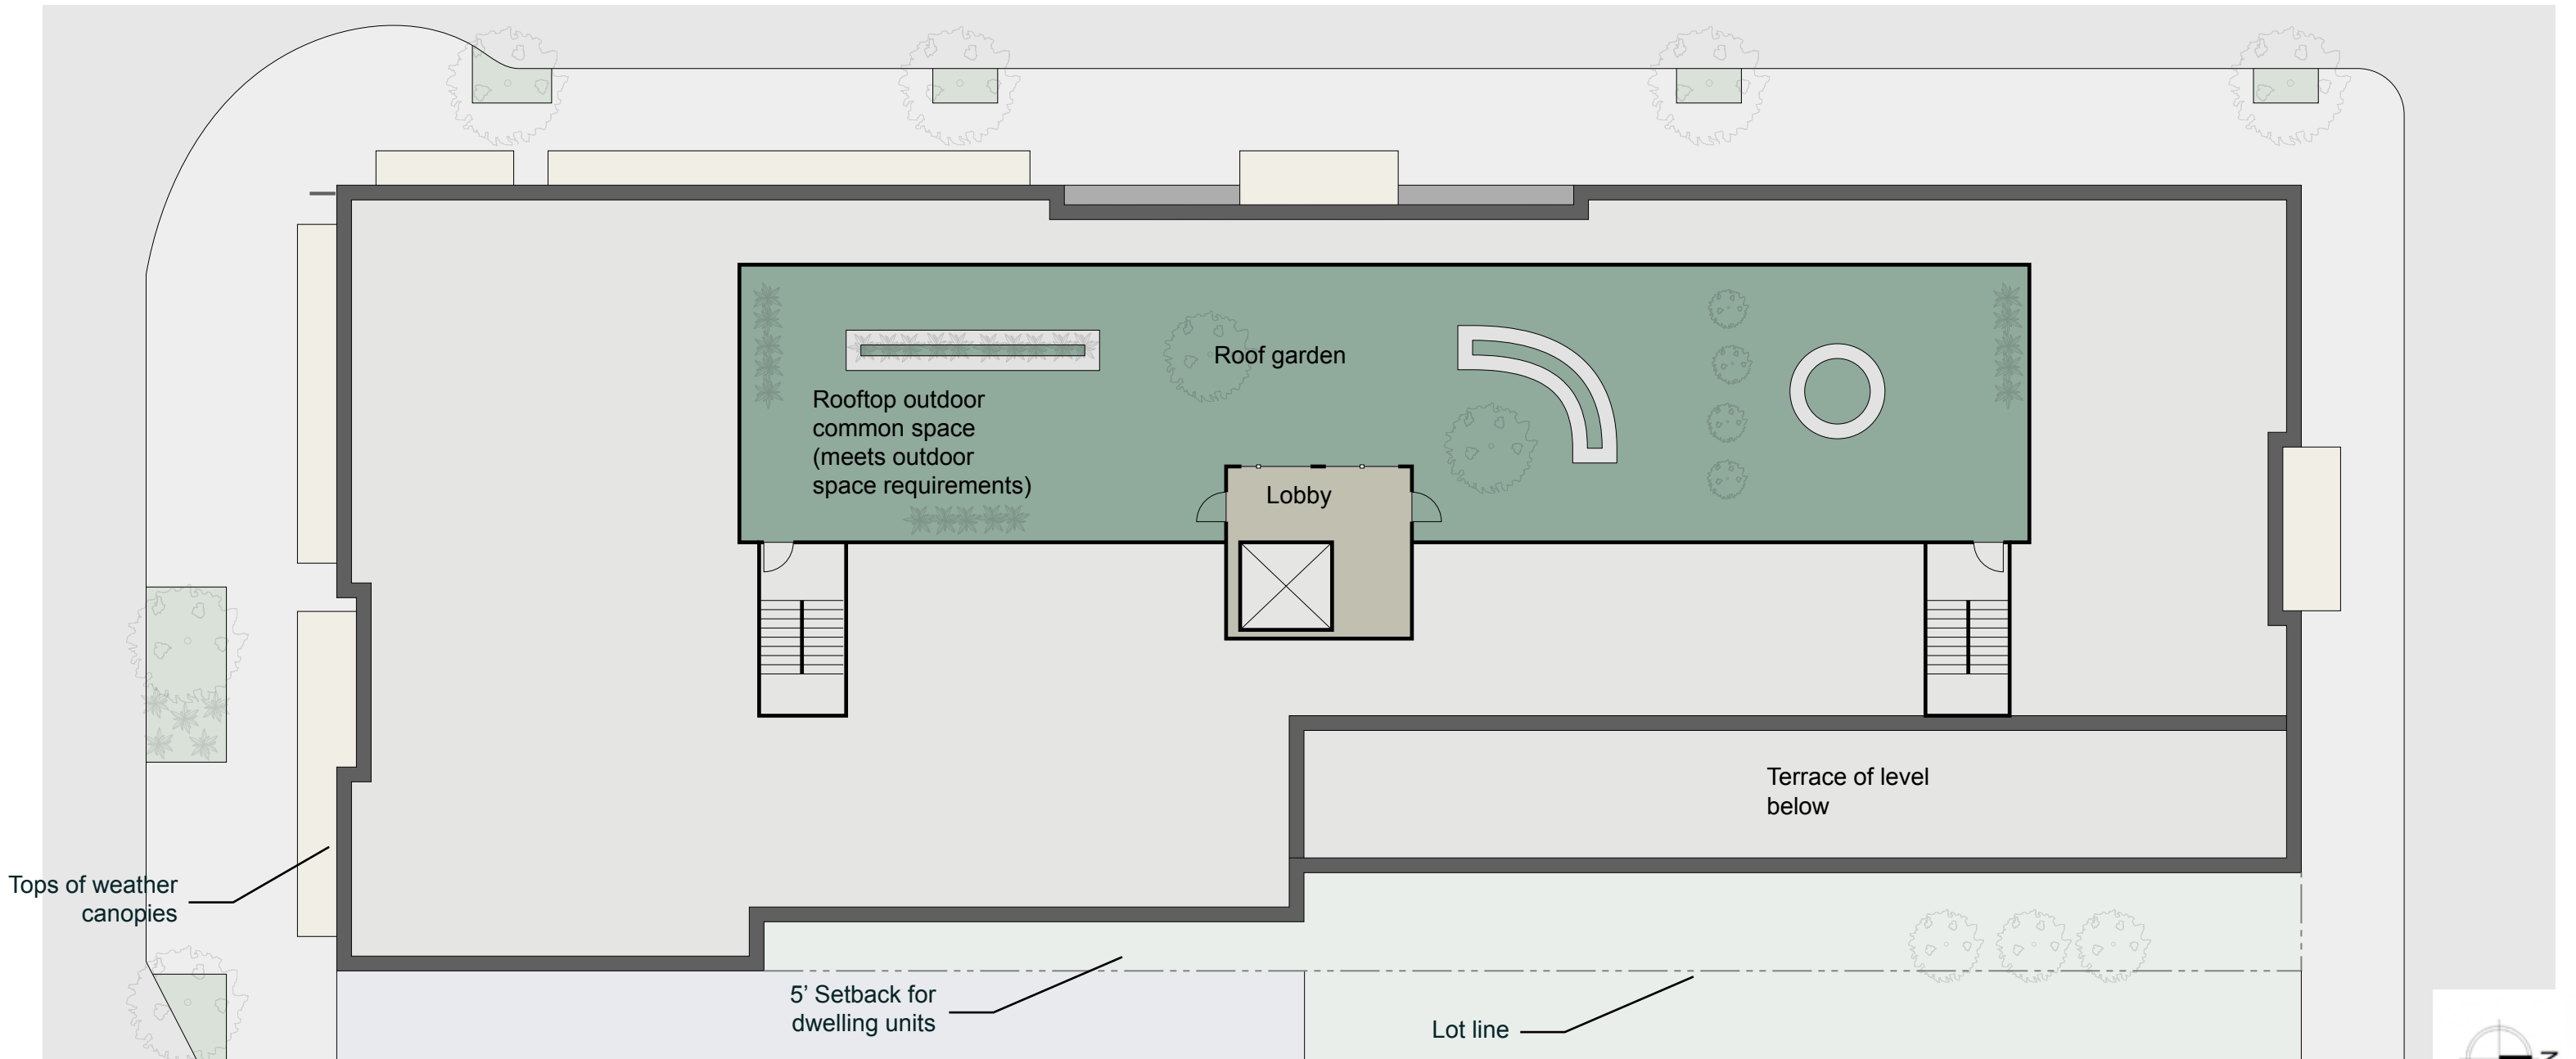 Roof garden
Rooftop outdoor
common space
(meets outdoor
space requirements)
Lobby
Terrace of level
below
Tops of weather
canopies
5’ Setback for
dwelling units
Lot line